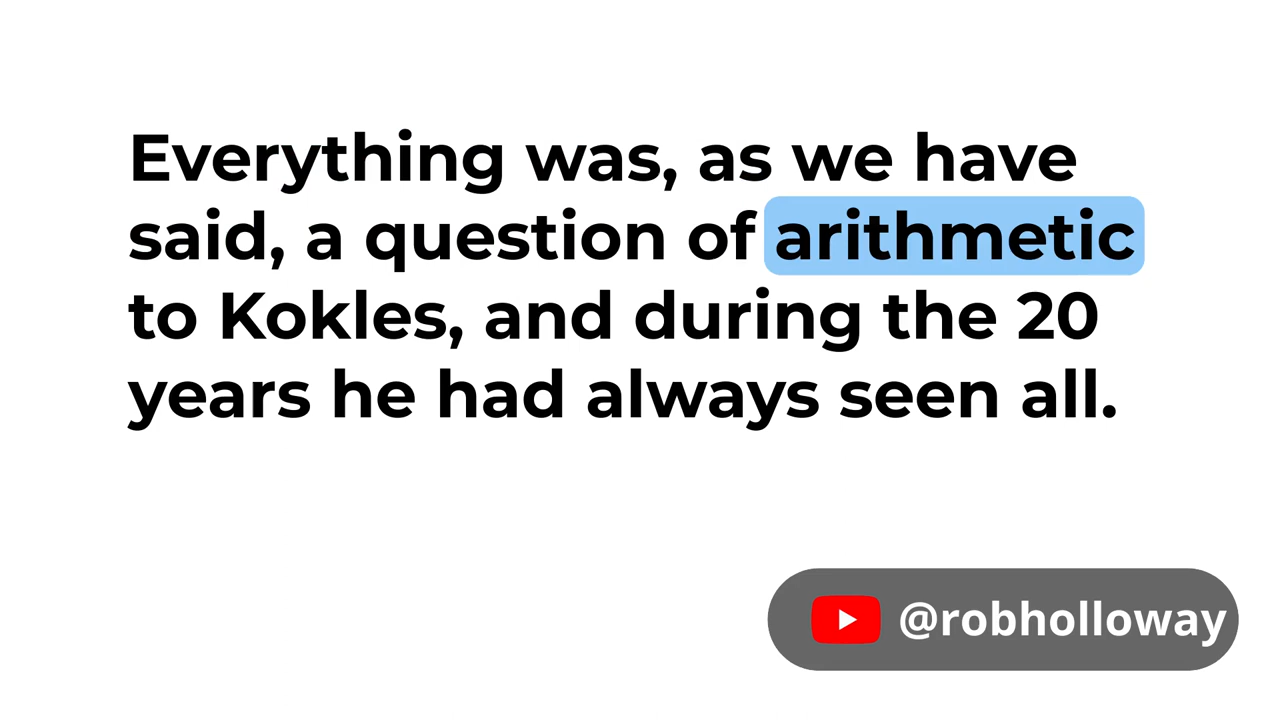 Everything was, as we have
said, a question of arithmetic
to Kokles, and during the 20
years he had always seen all.
@robholloway